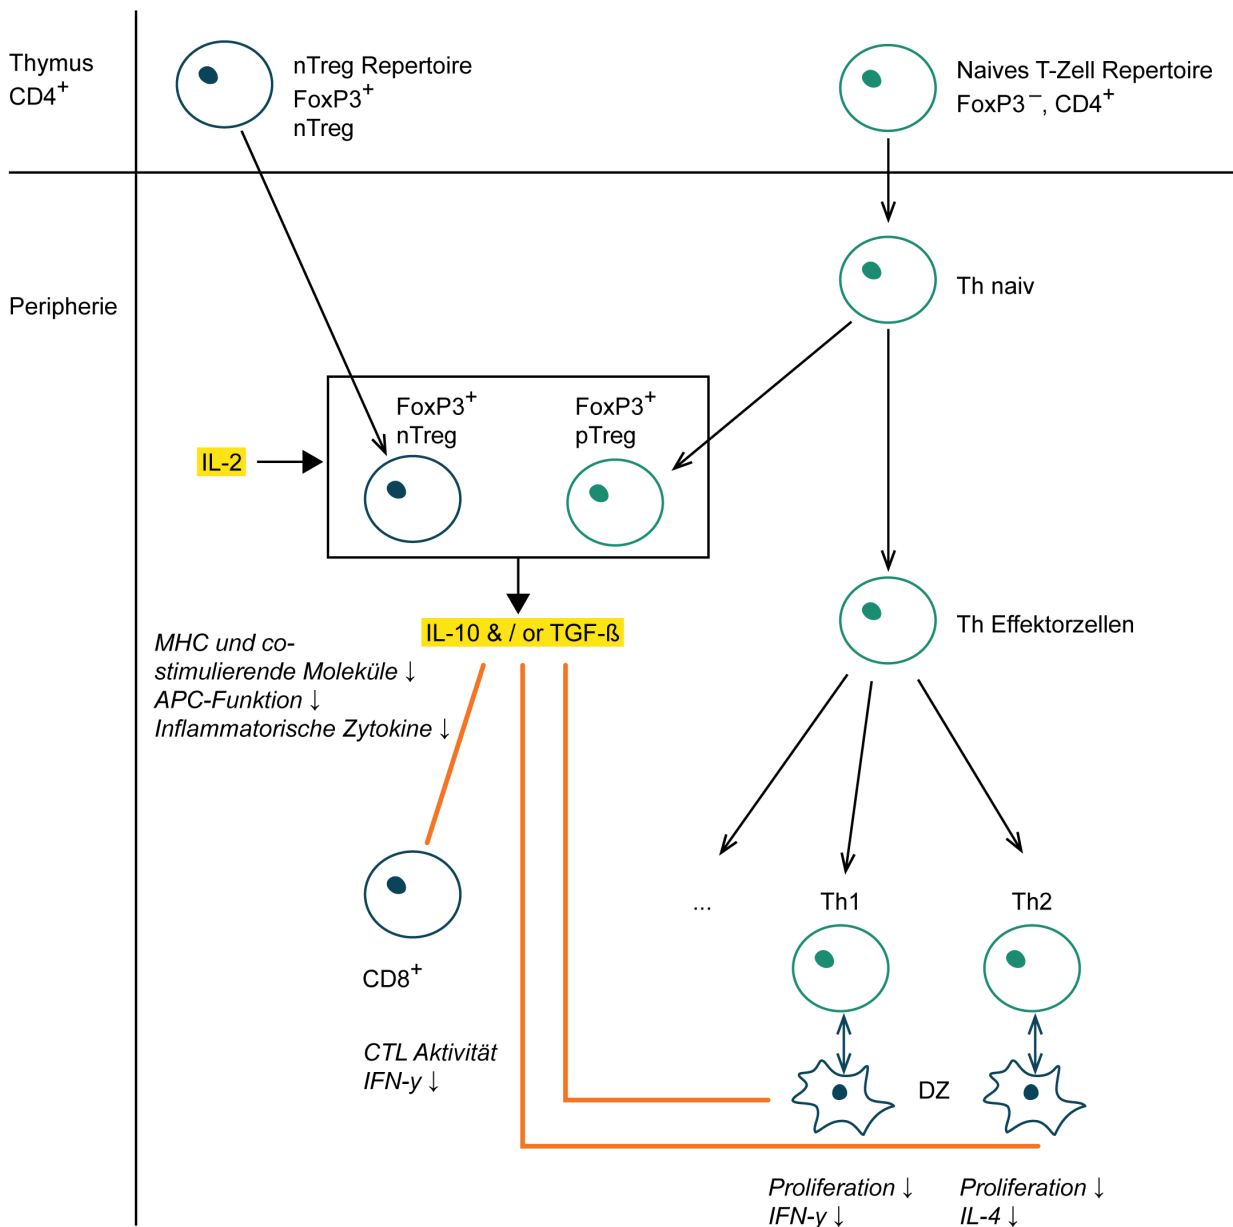 Thymus
CD4⁺
nTreg Repertoire
FoxP3⁺
nTreg
Naives T-Zell Repertoire
FoxP3⁻, CD4⁺
Peripherie
Th naiv
FoxP3⁺
nTreg
FoxP3⁺
pTreg
IL-2
IL-10 & / or TGF-ß
Th Effektorzellen
MHC und co-
stimulierende Moleküle ↓
APC-Funktion ↓
Inflammatorische Zytokine ↓
...
Th1
Th2
CD8⁺
CTL Aktivität
IFN-y ↓
DZ
Proliferation ↓
IFN-y ↓
Proliferation ↓
IL-4 ↓